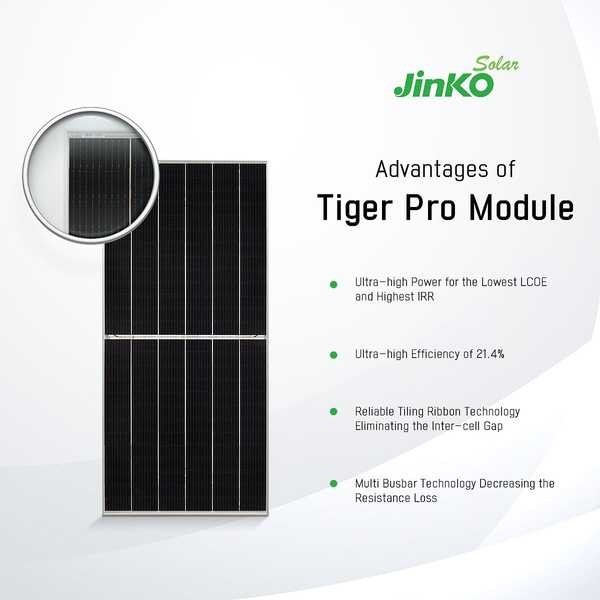 Solar
JinKO
Advantages of
Tiger Pro Module
Ultra-high Power for the Lowest LCOE
and Highest IRR
Ultra-high Efficiency of 21.4%
Reliable Tiling Ribbon Technology
Eliminating the Inter-cell Gap
Multi Busbar Technology Decreasing the
Resistance Loss